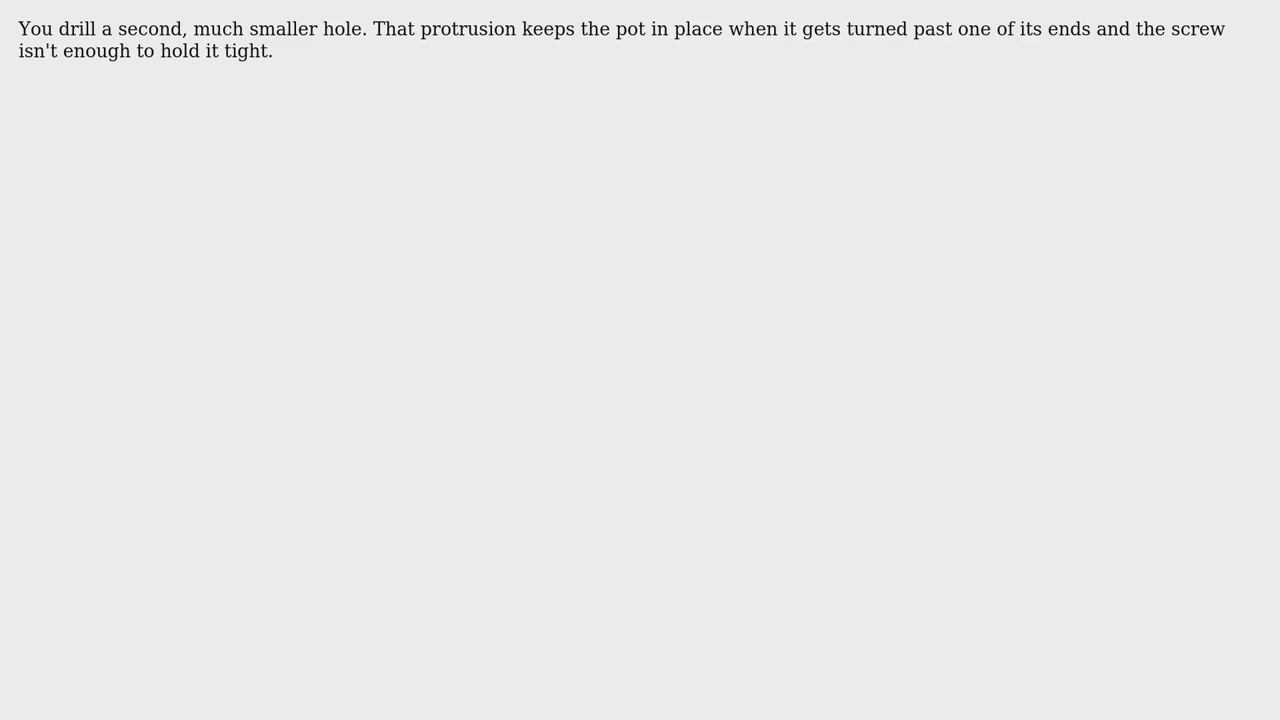 You drill a second, much smaller hole. That protrusion keeps the pot in place when it gets turned past one of its ends and the screw
isn't enough to hold it tight.